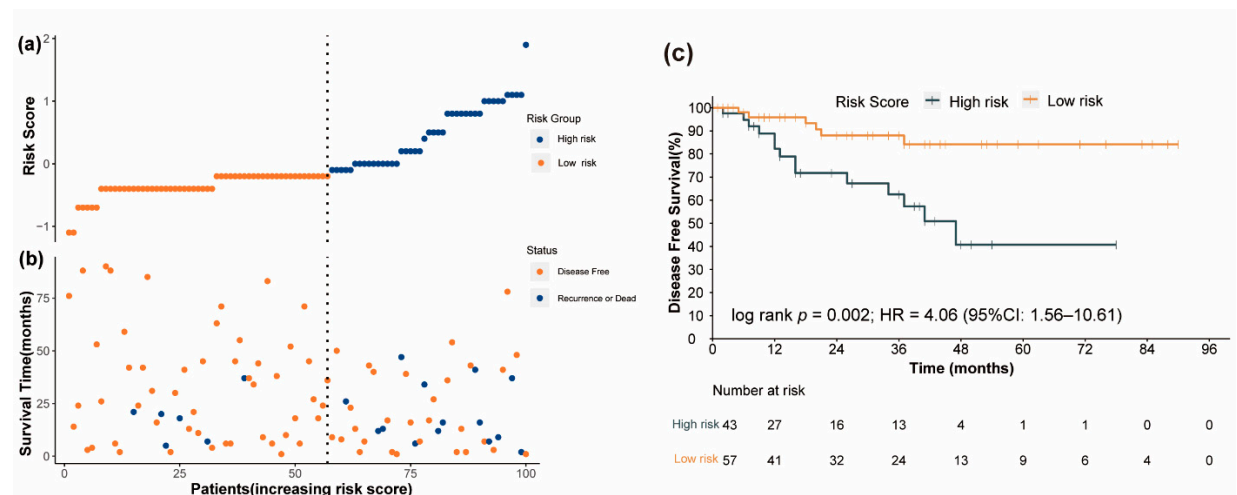 (a)
2
1
0
−1
Risk Score
Risk Group
High risk
Low risk
(b)
75
50
25
0
Survival Time(months)
Status
Disease Free
Recurrence or Dead
0 25 50 75 100
Patients(increasing risk score)
(c)
Risk Score High risk Low risk
100
90
80
70
60
50
40
30
20
10
0
Disease Free Survival(%)
log rank p = 0.002; HR = 4.06 (95%CI: 1.56–10.61)
0 12 24 36 48 60 72 84 96
Time (months)
Number at risk
High risk 43 27 16 13 4 1 1 0 0
Low risk 57 41 32 24 13 9 6 4 0